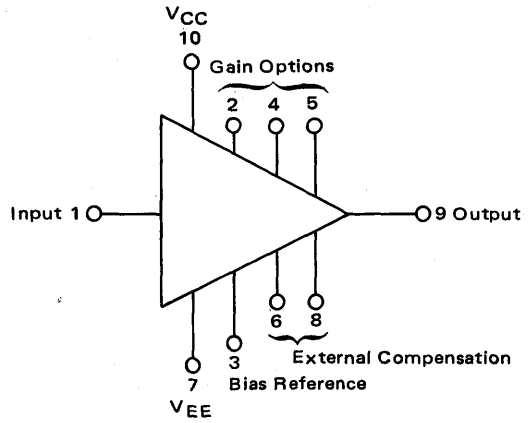 VCC
10
Gain Options
2 4 5
Input 1
9 Output
6 8
External Compensation
3
Bias Reference
7
VEE